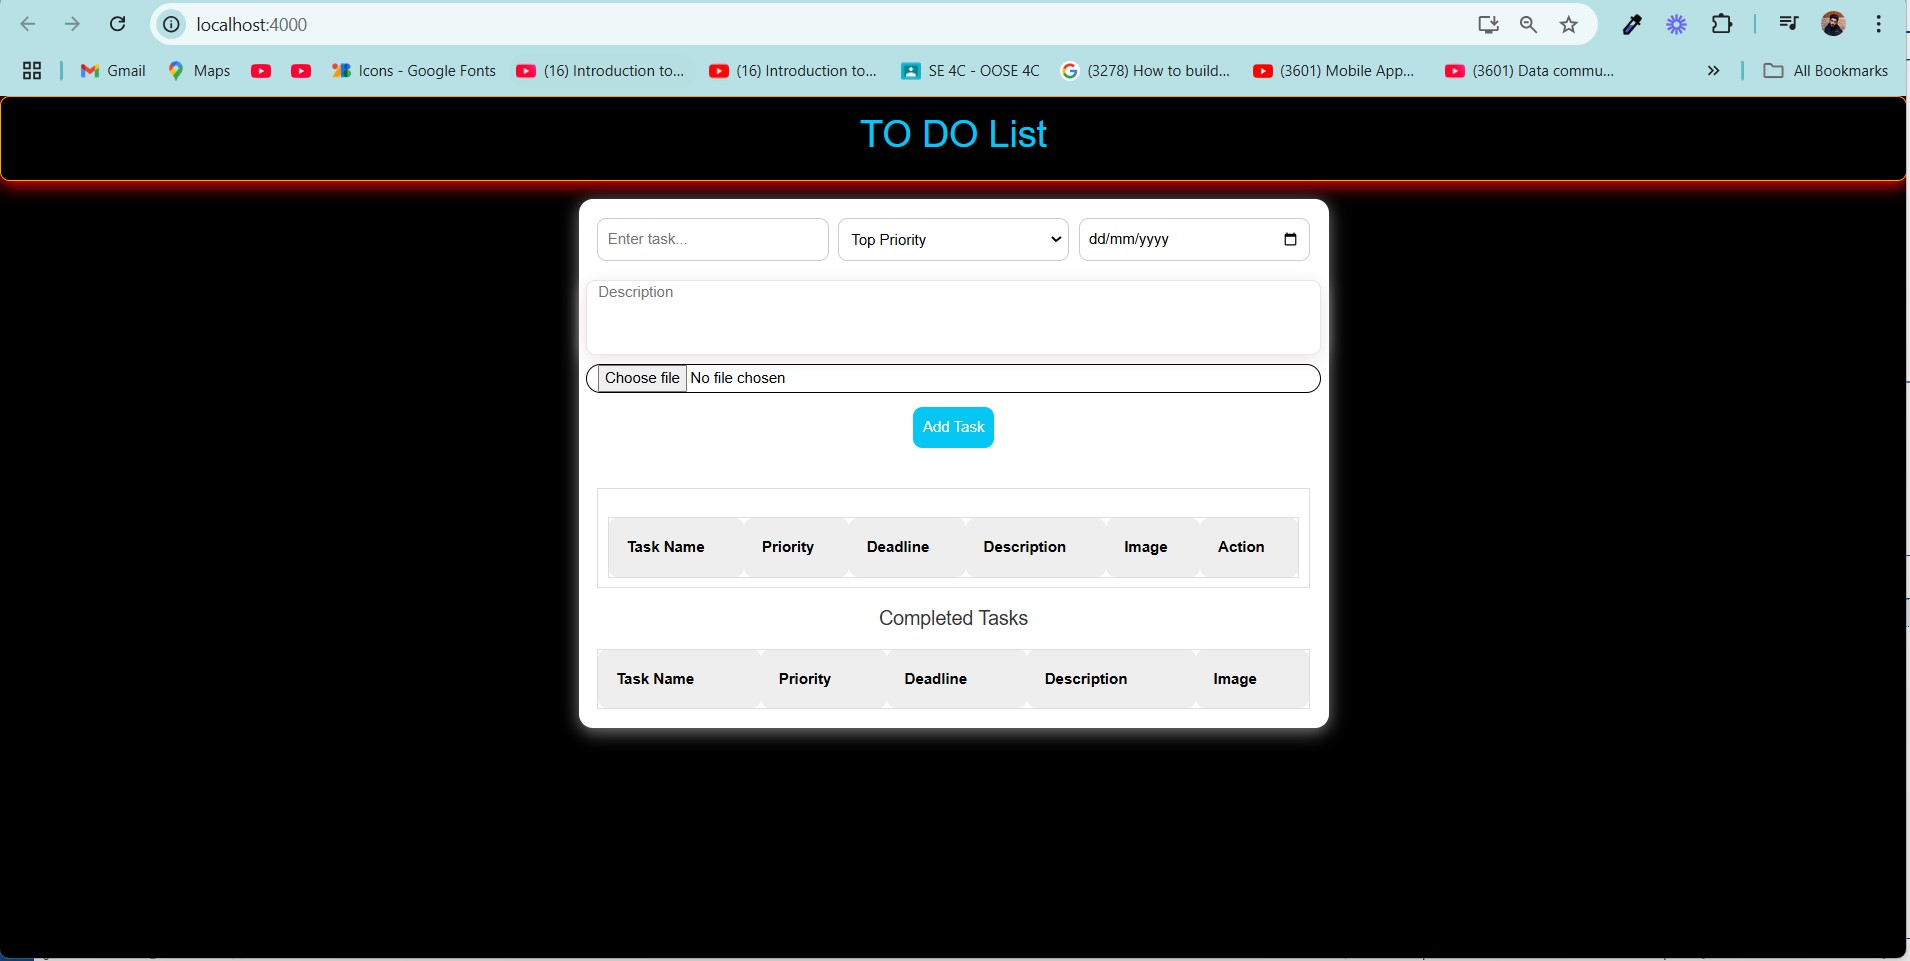 localhost:4000
Gmail Maps Icons - Google Fonts (16) Introduction to... (16) Introduction to... SE 4C - OOSE 4C (3278) How to build... (3601) Mobile App... (3601) Data commu... All Bookmarks
TO DO List
Enter task... Top Priority dd/mm/yyyy
Description
Choose file No file chosen
Add Task
Task Name Priority Deadline Description Image Action
Completed Tasks
Task Name Priority Deadline Description Image